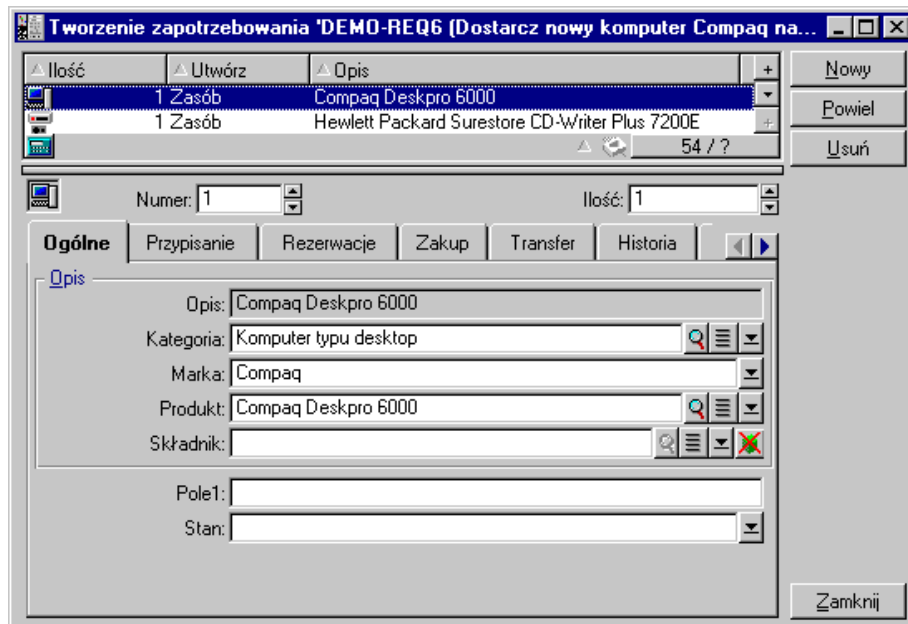 Tworzenie zapotrzebowania 'DEMO-REQ6 (Dostarcz nowy komputer Compaq na...
Ilość Utwórz Opis
1 Zasób Compaq Deskpro 6000
1 Zasób Hewlett Packard Surestore CD-Writer Plus 7200E
54 / ?
Nowy
Powiel
Usuń
Numer: 1 Ilość: 1
Ogólne Przypisanie Rezerwacje Zakup Transfer Historia
Opis
Opis: Compaq Deskpro 6000
Kategoria: Komputer typu desktop
Marka: Compaq
Produkt: Compaq Deskpro 6000
Składnik:
Pole1:
Stan:
Zamknij